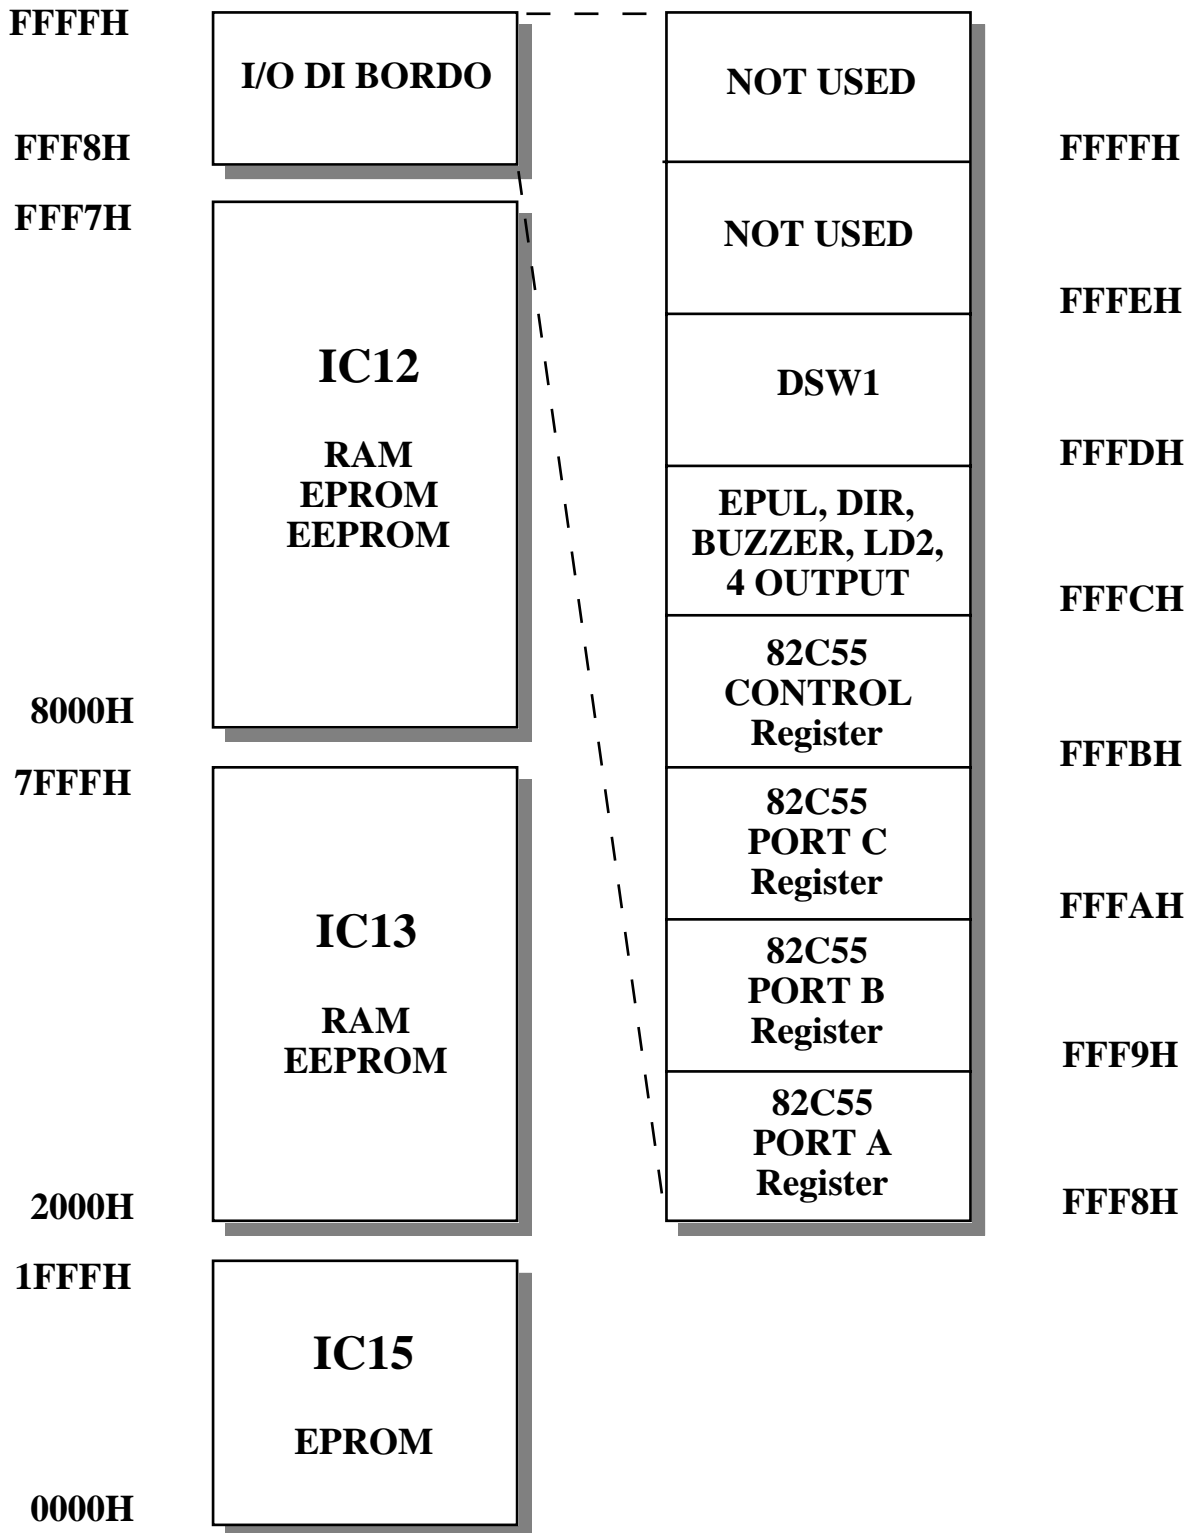 FFFFH
I/O DI BORDO
FFF8H
FFF7H
IC12
RAM
EPROM
EEPROM
8000H
7FFFH
IC13
RAM
EEPROM
2000H
1FFFH
IC15
EPROM
0000H
NOT USED
FFFFH
NOT USED
FFFEH
DSW1
FFFDH
EPUL, DIR,
BUZZER, LD2,
4 OUTPUT
FFFCH
82C55
CONTROL
Register
FFFBH
82C55
PORT C
Register
FFFAH
82C55
PORT B
Register
FFF9H
82C55
PORT A
Register
FFF8H